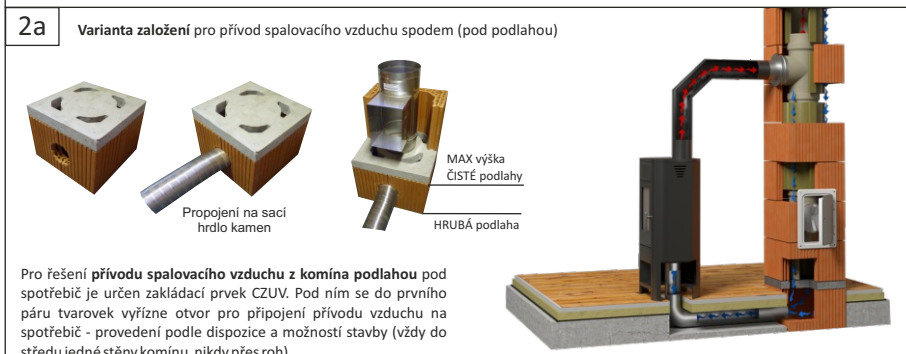 2a
Varianta založení pro přívod spalovacího vzduchu spodem (pod podlahou)
MAX výška
ČISTÉ podlahy
Propojení na sací
hrdlo kamen
HRUBÁ podlaha
Pro řešení přívodu spalovacího vzduchu z komína podlahou pod
spotřebič je určen zakládací prvek CZUV. Pod ním se do prvního
páru tvarovek vyřízne otvor pro připojení přívodu vzduchu na
spotřebič - provedení podle dispozice a možností stavby (vždy do
středu jedné stěny komínu, nikdy přes roh)